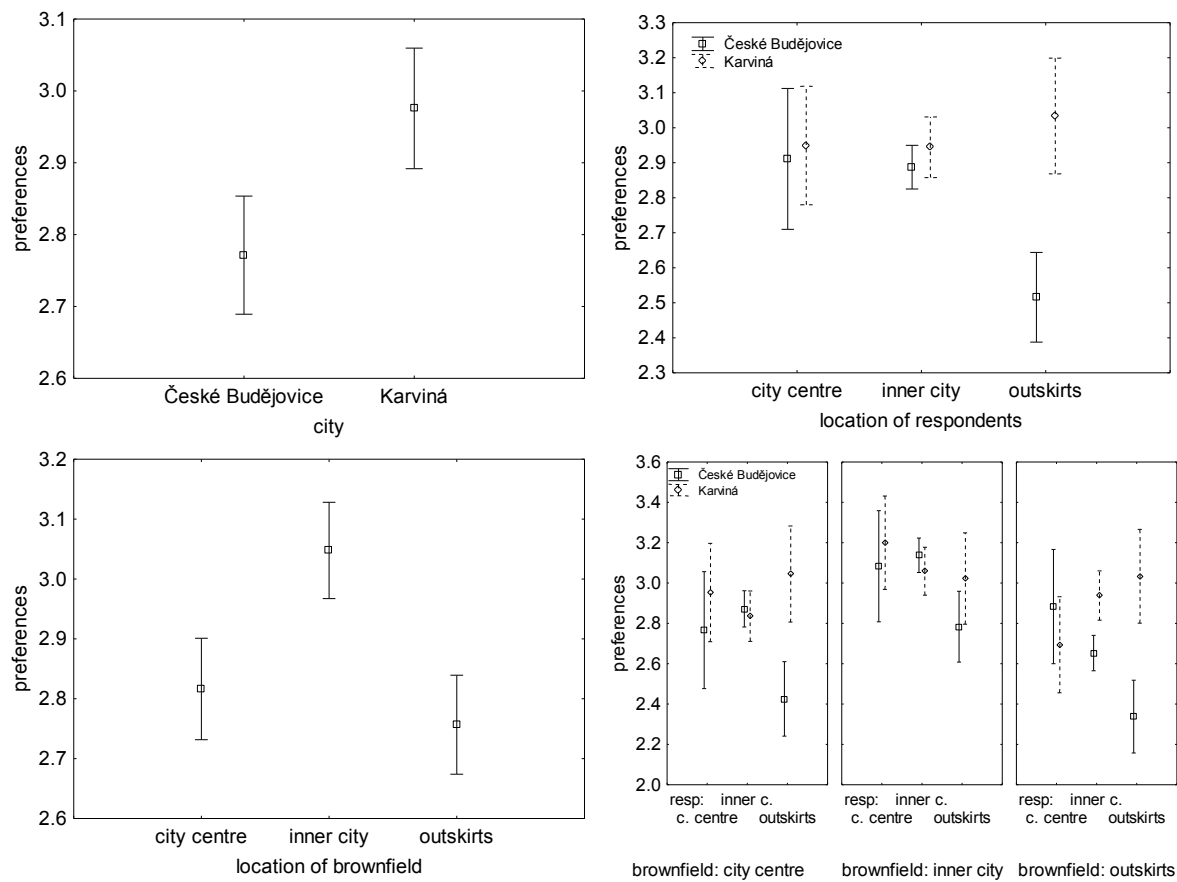 3.1
3.0
2.9
2.8
2.7
2.6
preferences
České Budějovice Karviná
city
3.3
3.2
3.1
3.0
2.9
2.8
2.7
2.6
2.5
2.4
2.3
preferences
České Budějovice
Karviná
city centre inner city outskirts
location of respondents
3.2
3.1
3.0
2.9
2.8
2.7
2.6
preferences
city centre inner city outskirts
location of brownfield
3.6
3.4
3.2
3.0
2.8
2.6
2.4
2.2
2.0
preferences
České Budějovice
Karviná
resp: inner c.
c. centre outskirts
brownfield: city centre
resp: inner c.
c. centre outskirts
brownfield: inner city
resp: inner c.
c. centre outskirts
brownfield: outskirts